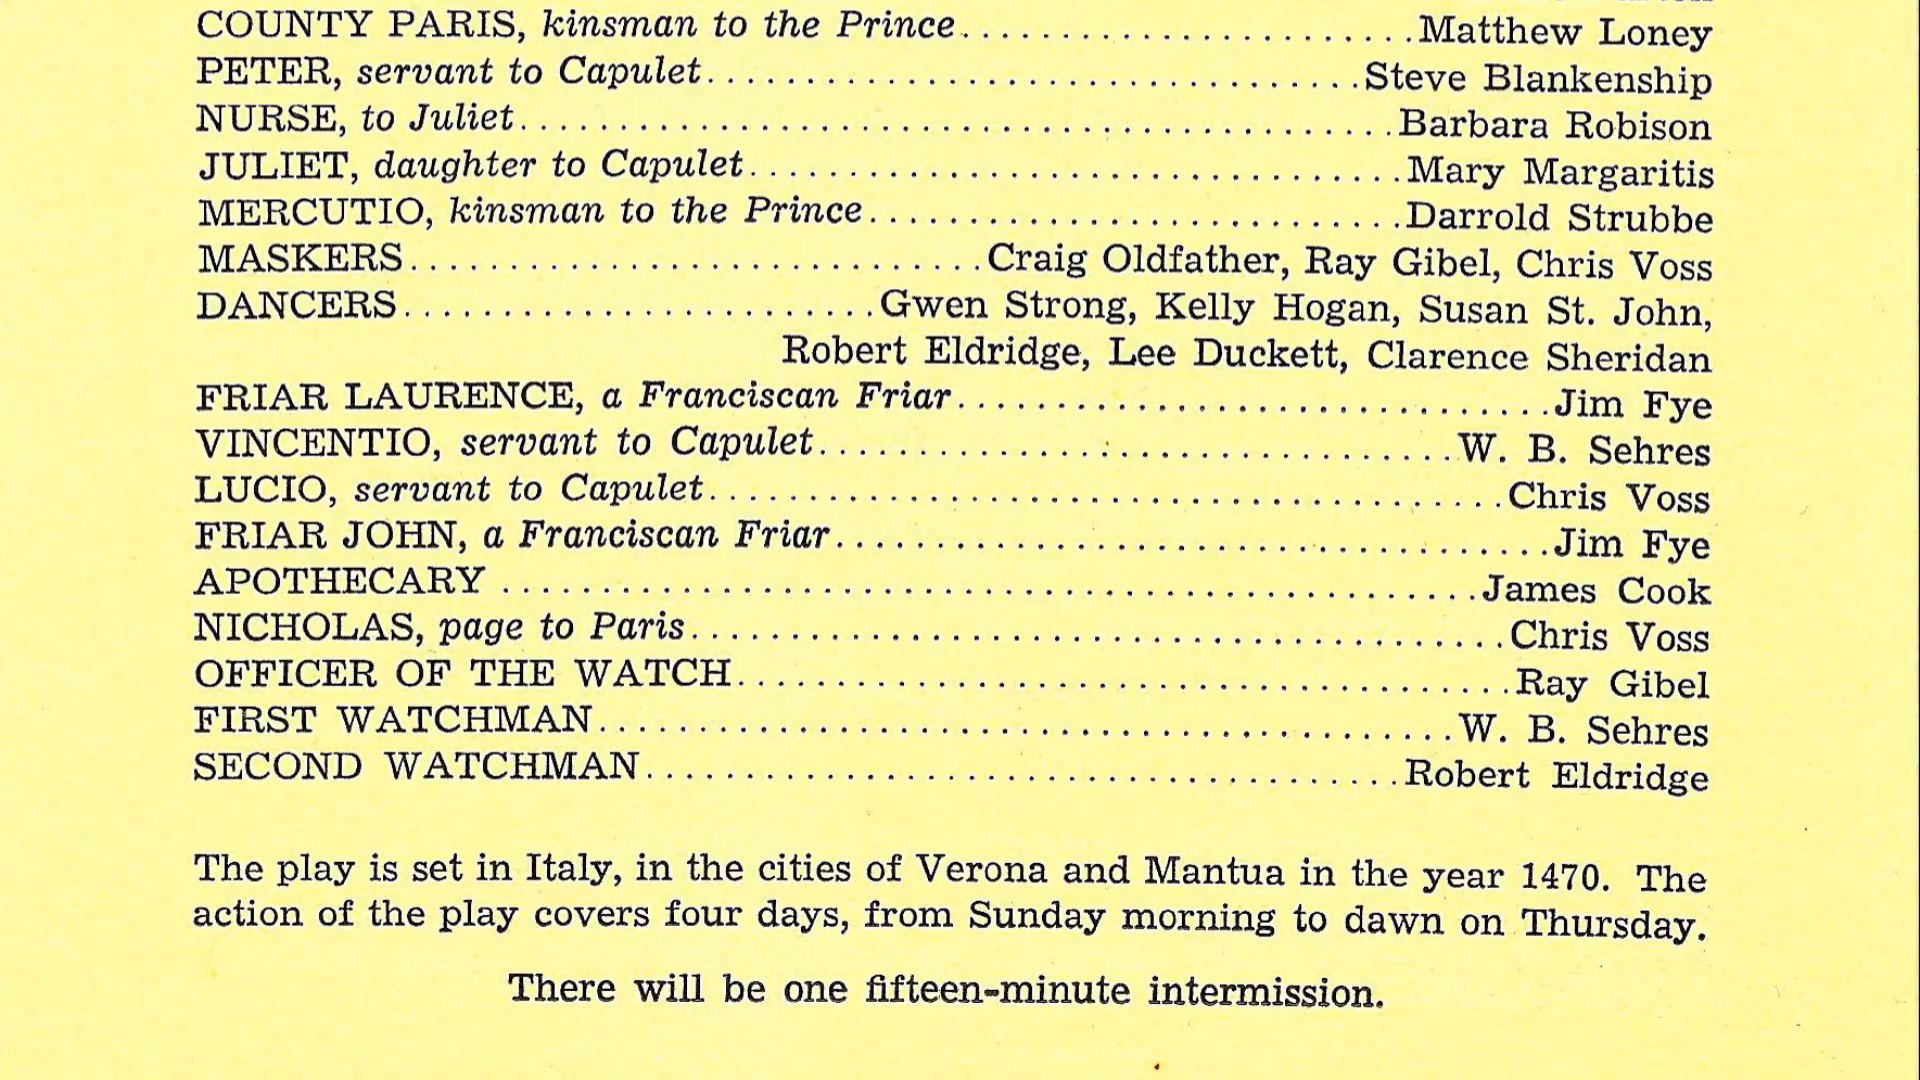 COUNTY PARIS, kinsman to the Prince.......................Matthew Loney
PETER, servant to Capulet.................................Steve Blankenship
NURSE, to Juliet............................................Barbara Robison
JULIET, daughter to Capulet.................................Mary Margaritis
MERCUTIO, kinsman to the Prince...........................Darrold Strubbe
MASKERS.............................Craig Oldfather, Ray Gibel, Chris Voss
DANCERS........................Gwen Strong, Kelly Hogan, Susan St. John,
Robert Eldridge, Lee Duckett, Clarence Sheridan
FRIAR LAURENCE, a Franciscan Friar..............................Jim Fye
VINCENTIO, servant to Capulet................................W. B. Sehres
LUCIO, servant to Capulet........................................Chris Voss
FRIAR JOHN, a Franciscan Friar....................................Jim Fye
APOTHECARY .................................................James Cook
NICHOLAS, page to Paris.........................................Chris Voss
OFFICER OF THE WATCH.......................................Ray Gibel
FIRST WATCHMAN...........................................W. B. Sehres
SECOND WATCHMAN......................................Robert Eldridge
The play is set in Italy, in the cities of Verona and Mantua in the year 1470. The
action of the play covers four days, from Sunday morning to dawn on Thursday.
There will be one fifteen-minute intermission.